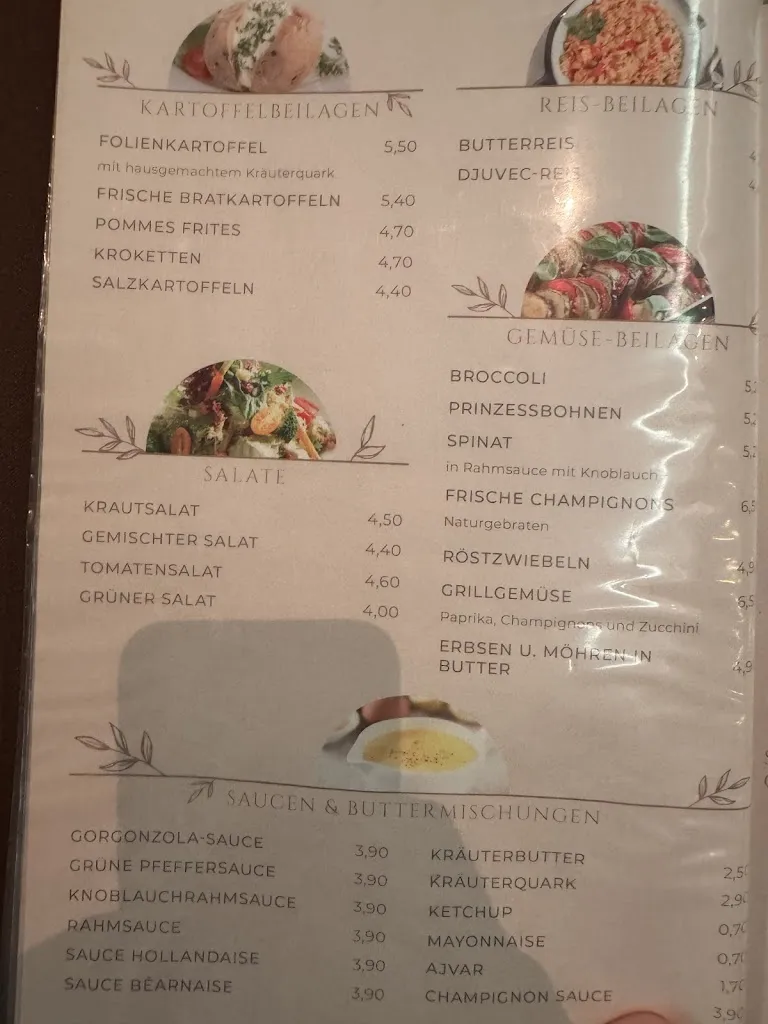 KARTOFFELBEILAGEN
FOLIENKARTOFFEL 5,50
mit hausgemachtem Kräuterquark
FRISCHE BRATKARTOFFELN 5,40
POMMES FRITES 4,70
KROKETTEN 4,70
SALZKARTOFFELN 4,40
SALATE
KRAUTSALAT 4,50
GEMISCHTER SALAT 4,40
TOMATENSALAT 4,60
GRÜNER SALAT 4,00
REIS-BEILAGEN
BUTTERREIS
DJUVEC-REIS
GEMÜSE-BEILAGEN
BROCCOLI
PRINZESSBOHNEN
SPINAT
in Rahmsauce mit Knoblauch
FRISCHE CHAMPIGNONS
Naturgebraten
RÖSTZWIEBELN
GRILLGEMÜSE
Paprika, Champignons und Zucchini
ERBSEN U. MÖHREN IN
BUTTER
SAUCEN & BUTTERMISCHUNGEN
GORGONZOLA-SAUCE 3,90
GRÜNE PFEFFERSAUCE 3,90
KNOBLAUCHRAHMSAUCE 3,90
RAHMSAUCE 3,90
SAUCE HOLLANDAISE 3,90
SAUCE BÉARNAISE 3,90
KRÄUTERBUTTER
KRÄUTERQUARK
KETCHUP
MAYONNAISE
AJVAR
CHAMPIGNON SAUCE